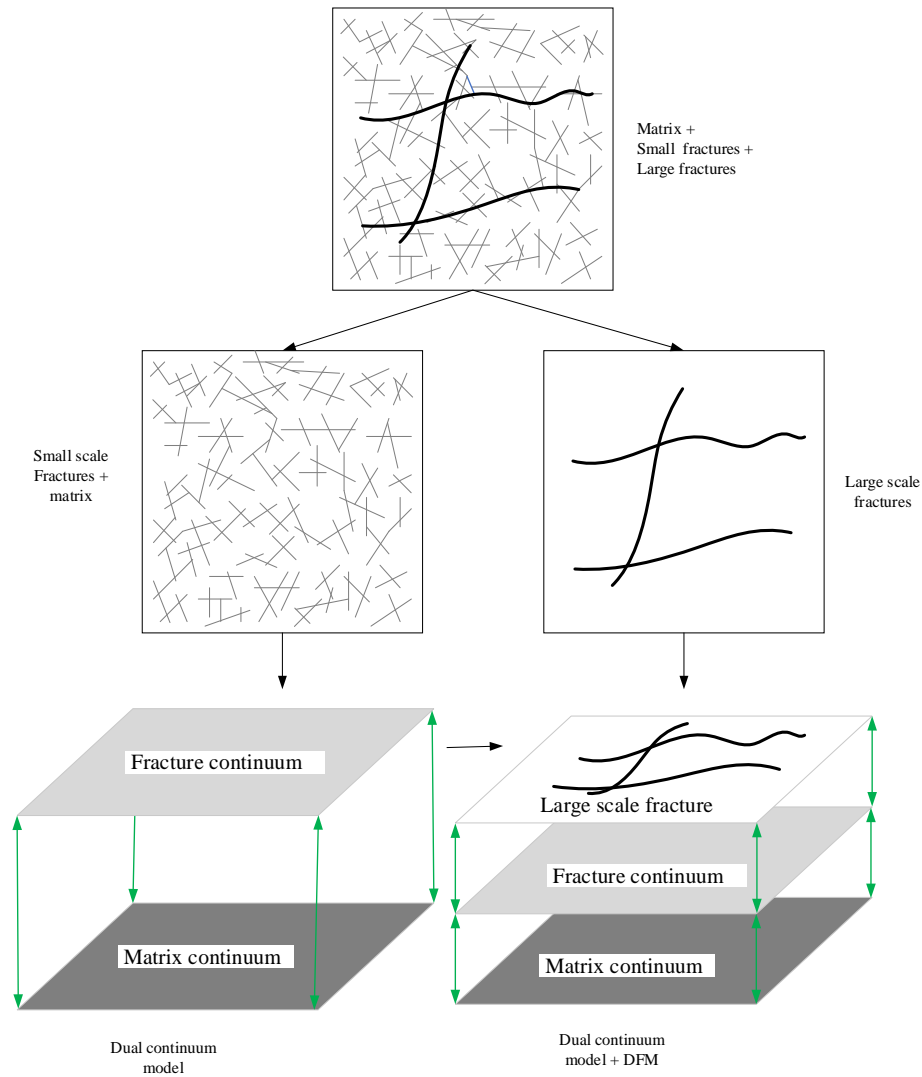 Matrix +
Small fractures +
Large fractures
Small scale
Fractures +
matrix
Large scale
fractures
Fracture continuum
Matrix continuum
Large scale fracture
Fracture continuum
Matrix continuum
Dual continuum
model
Dual continuum
model + DFM